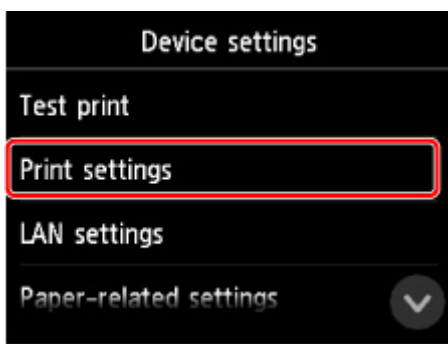 Device settings
Test print
Print settings
LAN settings
Paper-related settings